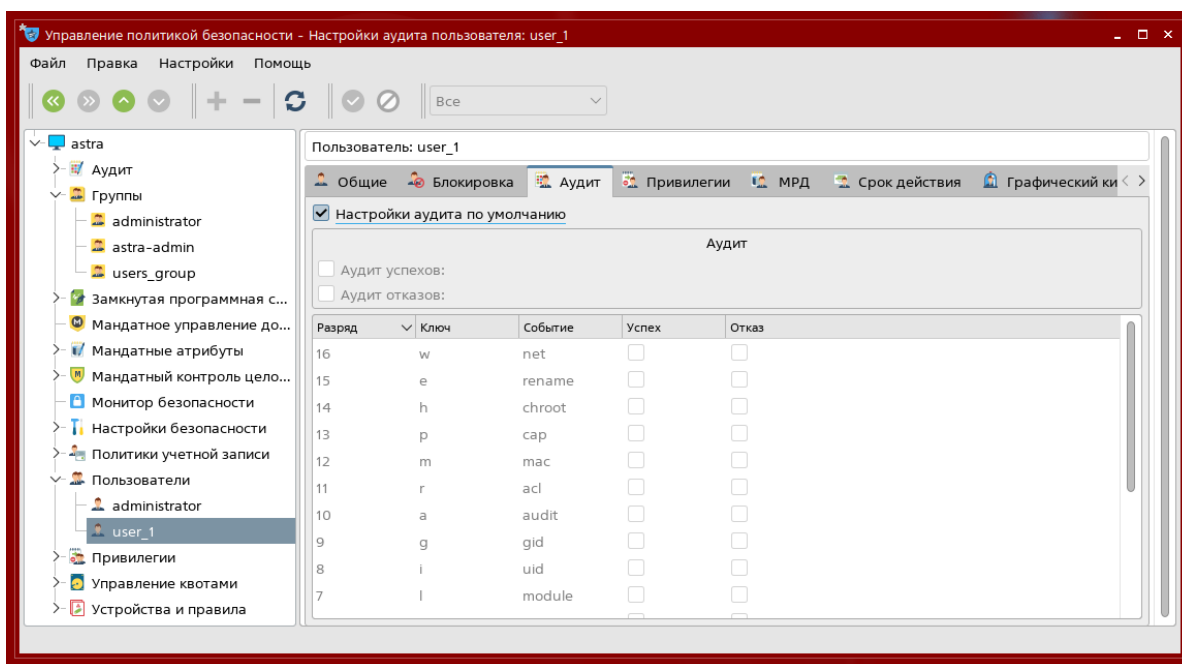 Управление политикой безопасности - Настройки аудита пользователя: user_1
Файл Правка Настройки Помощь
Все
astra
Аудит
Группы
administrator
astra-admin
users_group
Замкнутая программная с...
Мандатное управление до...
Мандатные атрибуты
Мандатный контроль цело...
Монитор безопасности
Настройки безопасности
Политики учетной записи
Пользователи
administrator
user_1
Привилегии
Управление квотами
Устройства и правила
Пользователь: user_1
Общие Блокировка Аудит Привилегии МРД Срок действия Графический ки
Настройки аудита по умолчанию
Аудит
Аудит успехов:
Аудит отказов:
Разряд Ключ Событие Успех Отказ
16 w net
15 e rename
14 h chroot
13 p cap
12 m mac
11 r acl
10 a audit
9 g gid
8 i uid
7 l module